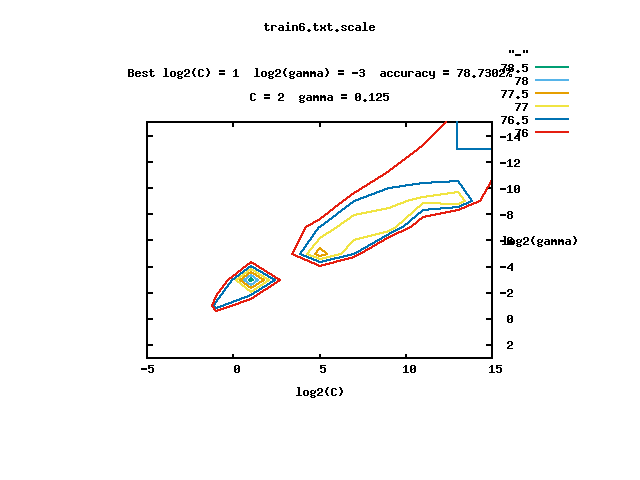 train6.txt.scale
"-"
Best log2(C) = 1 log2(gamma) = -3 accuracy = 78.7302%
78.5
78
77.5
77
76.5
76
C = 2 gamma = 0.125
-14
-12
-10
-8
-6
log2(gamma)
-4
-2
0
2
-5 0 5 10 15
log2(C)